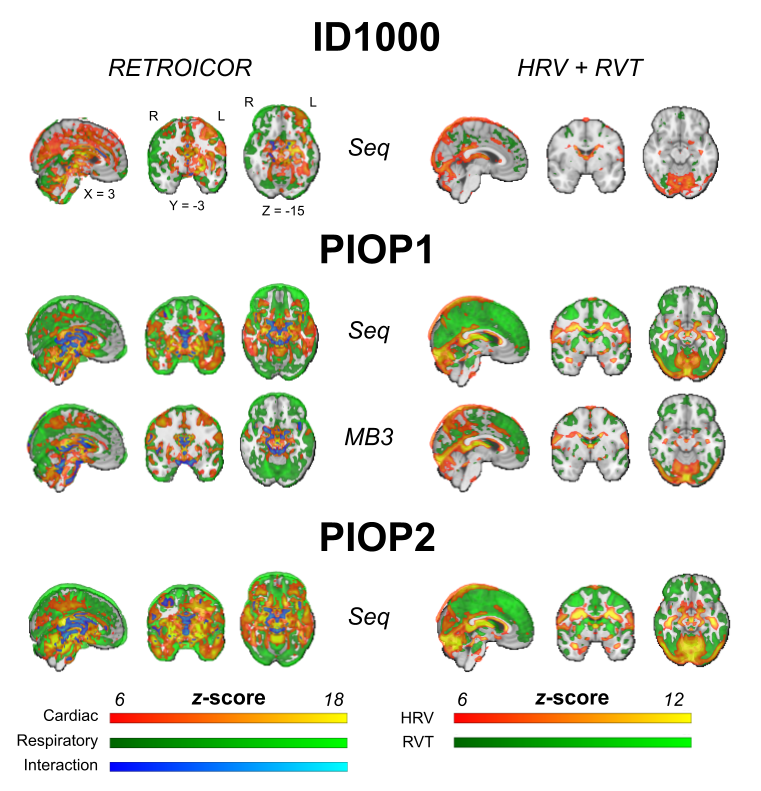 ID1000
RETROICOR
HRV + RVT
R
L
R
L
Seq
X = 3
Y = -3
Z = -15
PIOP1
Seq
MB3
PIOP2
Seq
6
z-score
18
Cardiac
Respiratory
Interaction
6
z-score
12
HRV
RVT